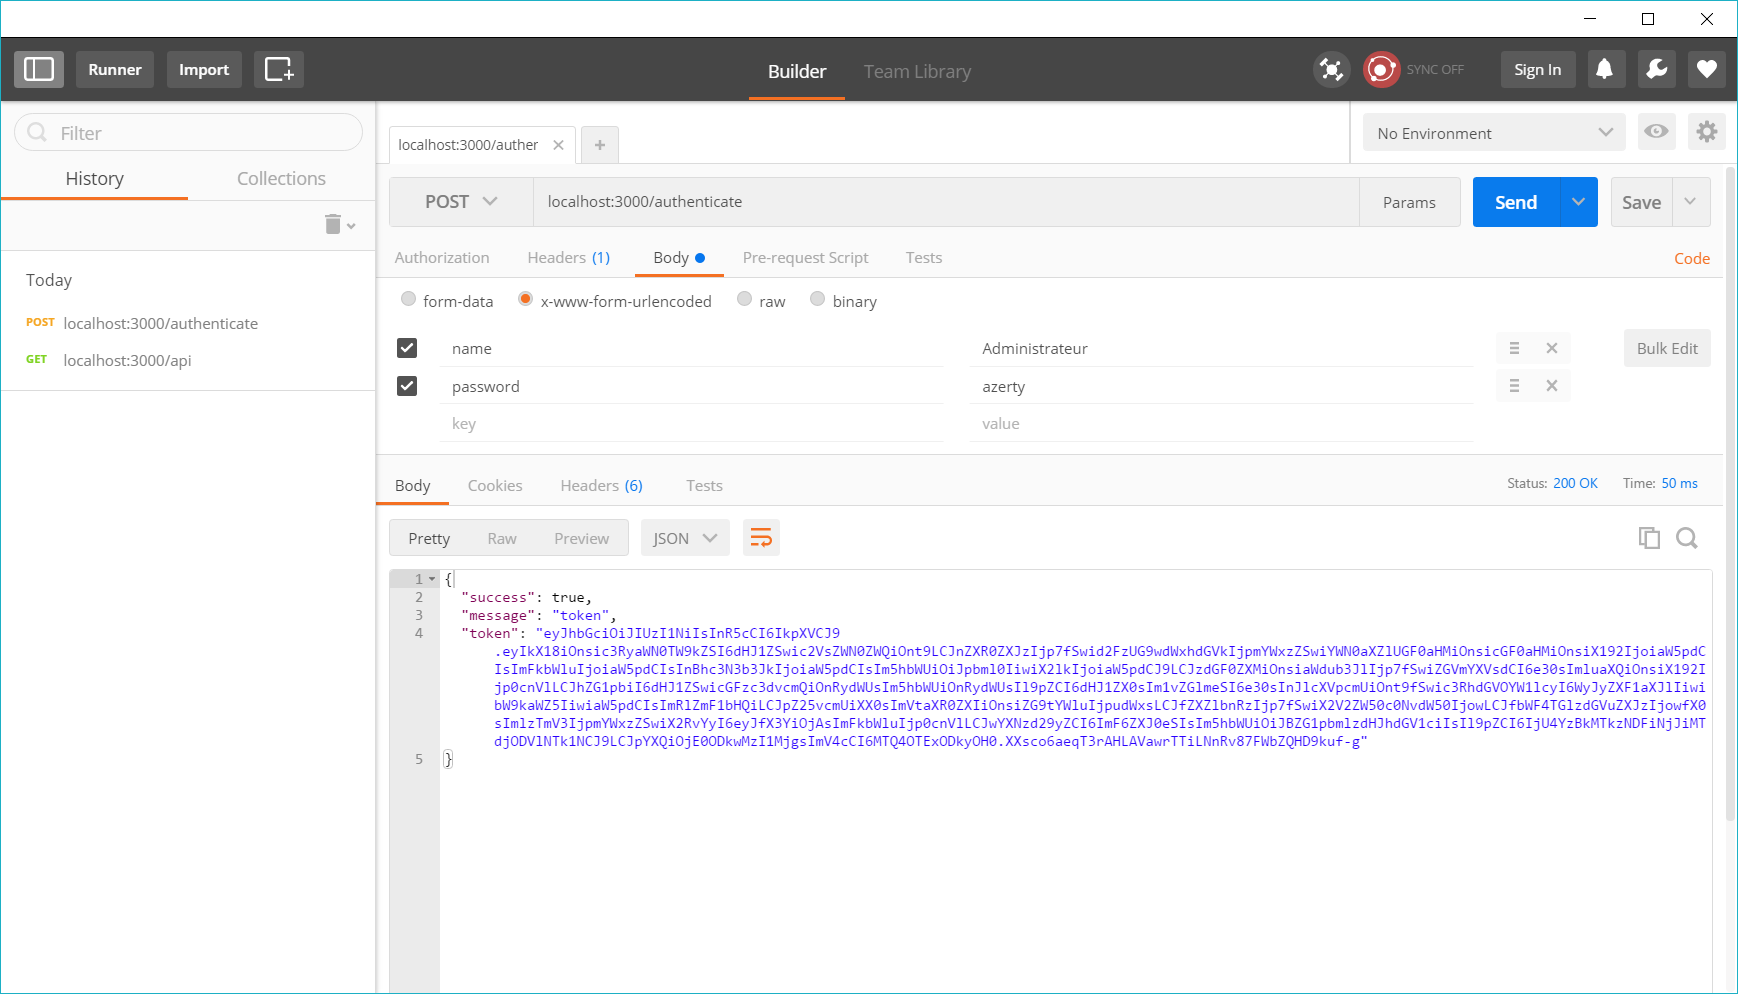 Runner
Import
Builder
Team Library
SYNC OFF
Sign In
Filter
History
Collections
Today
POST localhost:3000/authenticate
GET localhost:3000/api
localhost:3000/auther
No Environment
POST
localhost:3000/authenticate
Params
Send
Save
Authorization
Headers (1)
Body
Pre-request Script
Tests
Code
form-data
x-www-form-urlencoded
raw
binary
name
Administrateur
Bulk Edit
password
azerty
key
value
Body
Cookies
Headers (6)
Tests
Status: 200 OK
Time: 50 ms
Pretty
Raw
Preview
JSON
1 {
2 "success": true,
3 "message": "token",
4 "token": "eyJhbGciOiJIUzI1NiIsInR5cCI6IkpXVCJ9
5 }